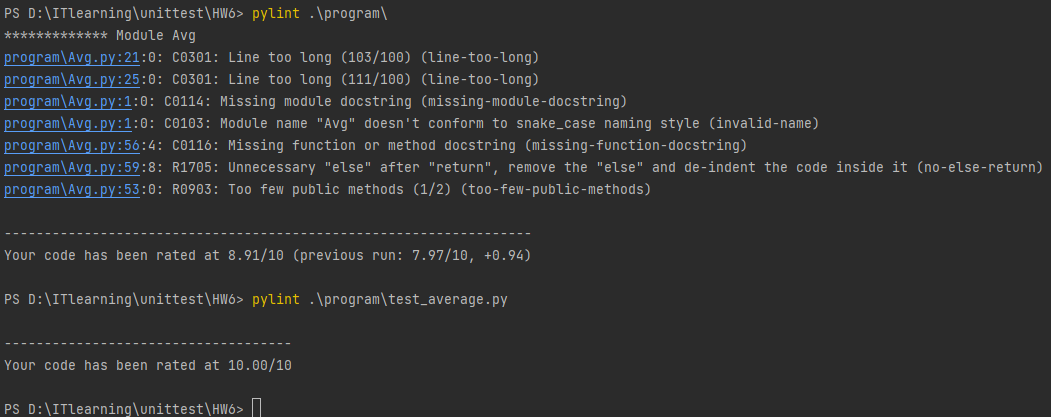 PS D:\ITlearning\unittest\HW6> pylint .\program\
************* Module Avg
program\Avg.py:21:0: C0301: Line too long (103/100) (line-too-long)
program\Avg.py:25:0: C0301: Line too long (111/100) (line-too-long)
program\Avg.py:1:0: C0114: Missing module docstring (missing-module-docstring)
program\Avg.py:1:0: C0103: Module name "Avg" doesn't conform to snake_case naming style (invalid-name)
program\Avg.py:56:4: C0116: Missing function or method docstring (missing-function-docstring)
program\Avg.py:59:8: R1705: Unnecessary "else" after "return", remove the "else" and de-indent the code inside it (no-else-return)
program\Avg.py:53:0: R0903: Too few public methods (1/2) (too-few-public-methods)
------------------------------------------------------------------
Your code has been rated at 8.91/10 (previous run: 7.97/10, +0.94)
PS D:\ITlearning\unittest\HW6> pylint .\program\test_average.py
------------------------------------
Your code has been rated at 10.00/10
PS D:\ITlearning\unittest\HW6>